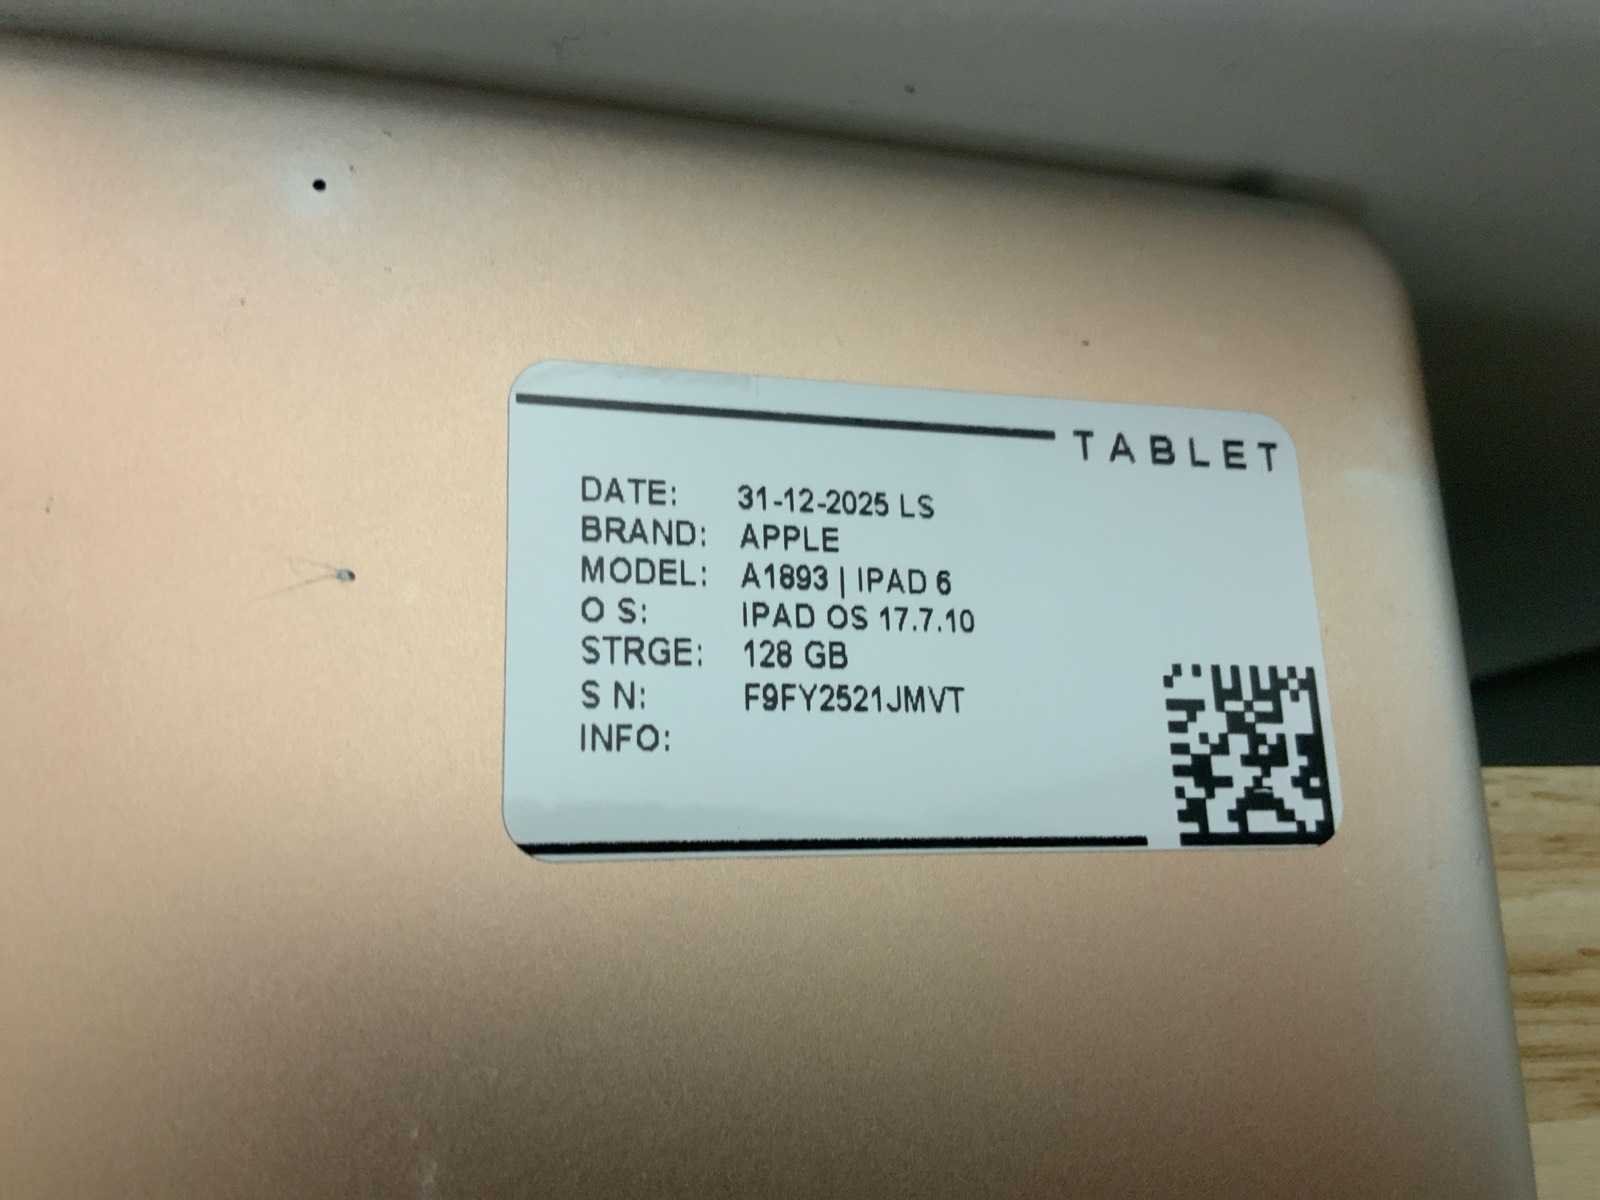 TABLET
DATE: 31-12-2025 LS
BRAND: APPLE
MODEL: A1893 | IPAD 6
O S: IPAD OS 17.7.10
STRGE: 128 GB
S N: F9FY2521JMVT
INFO: